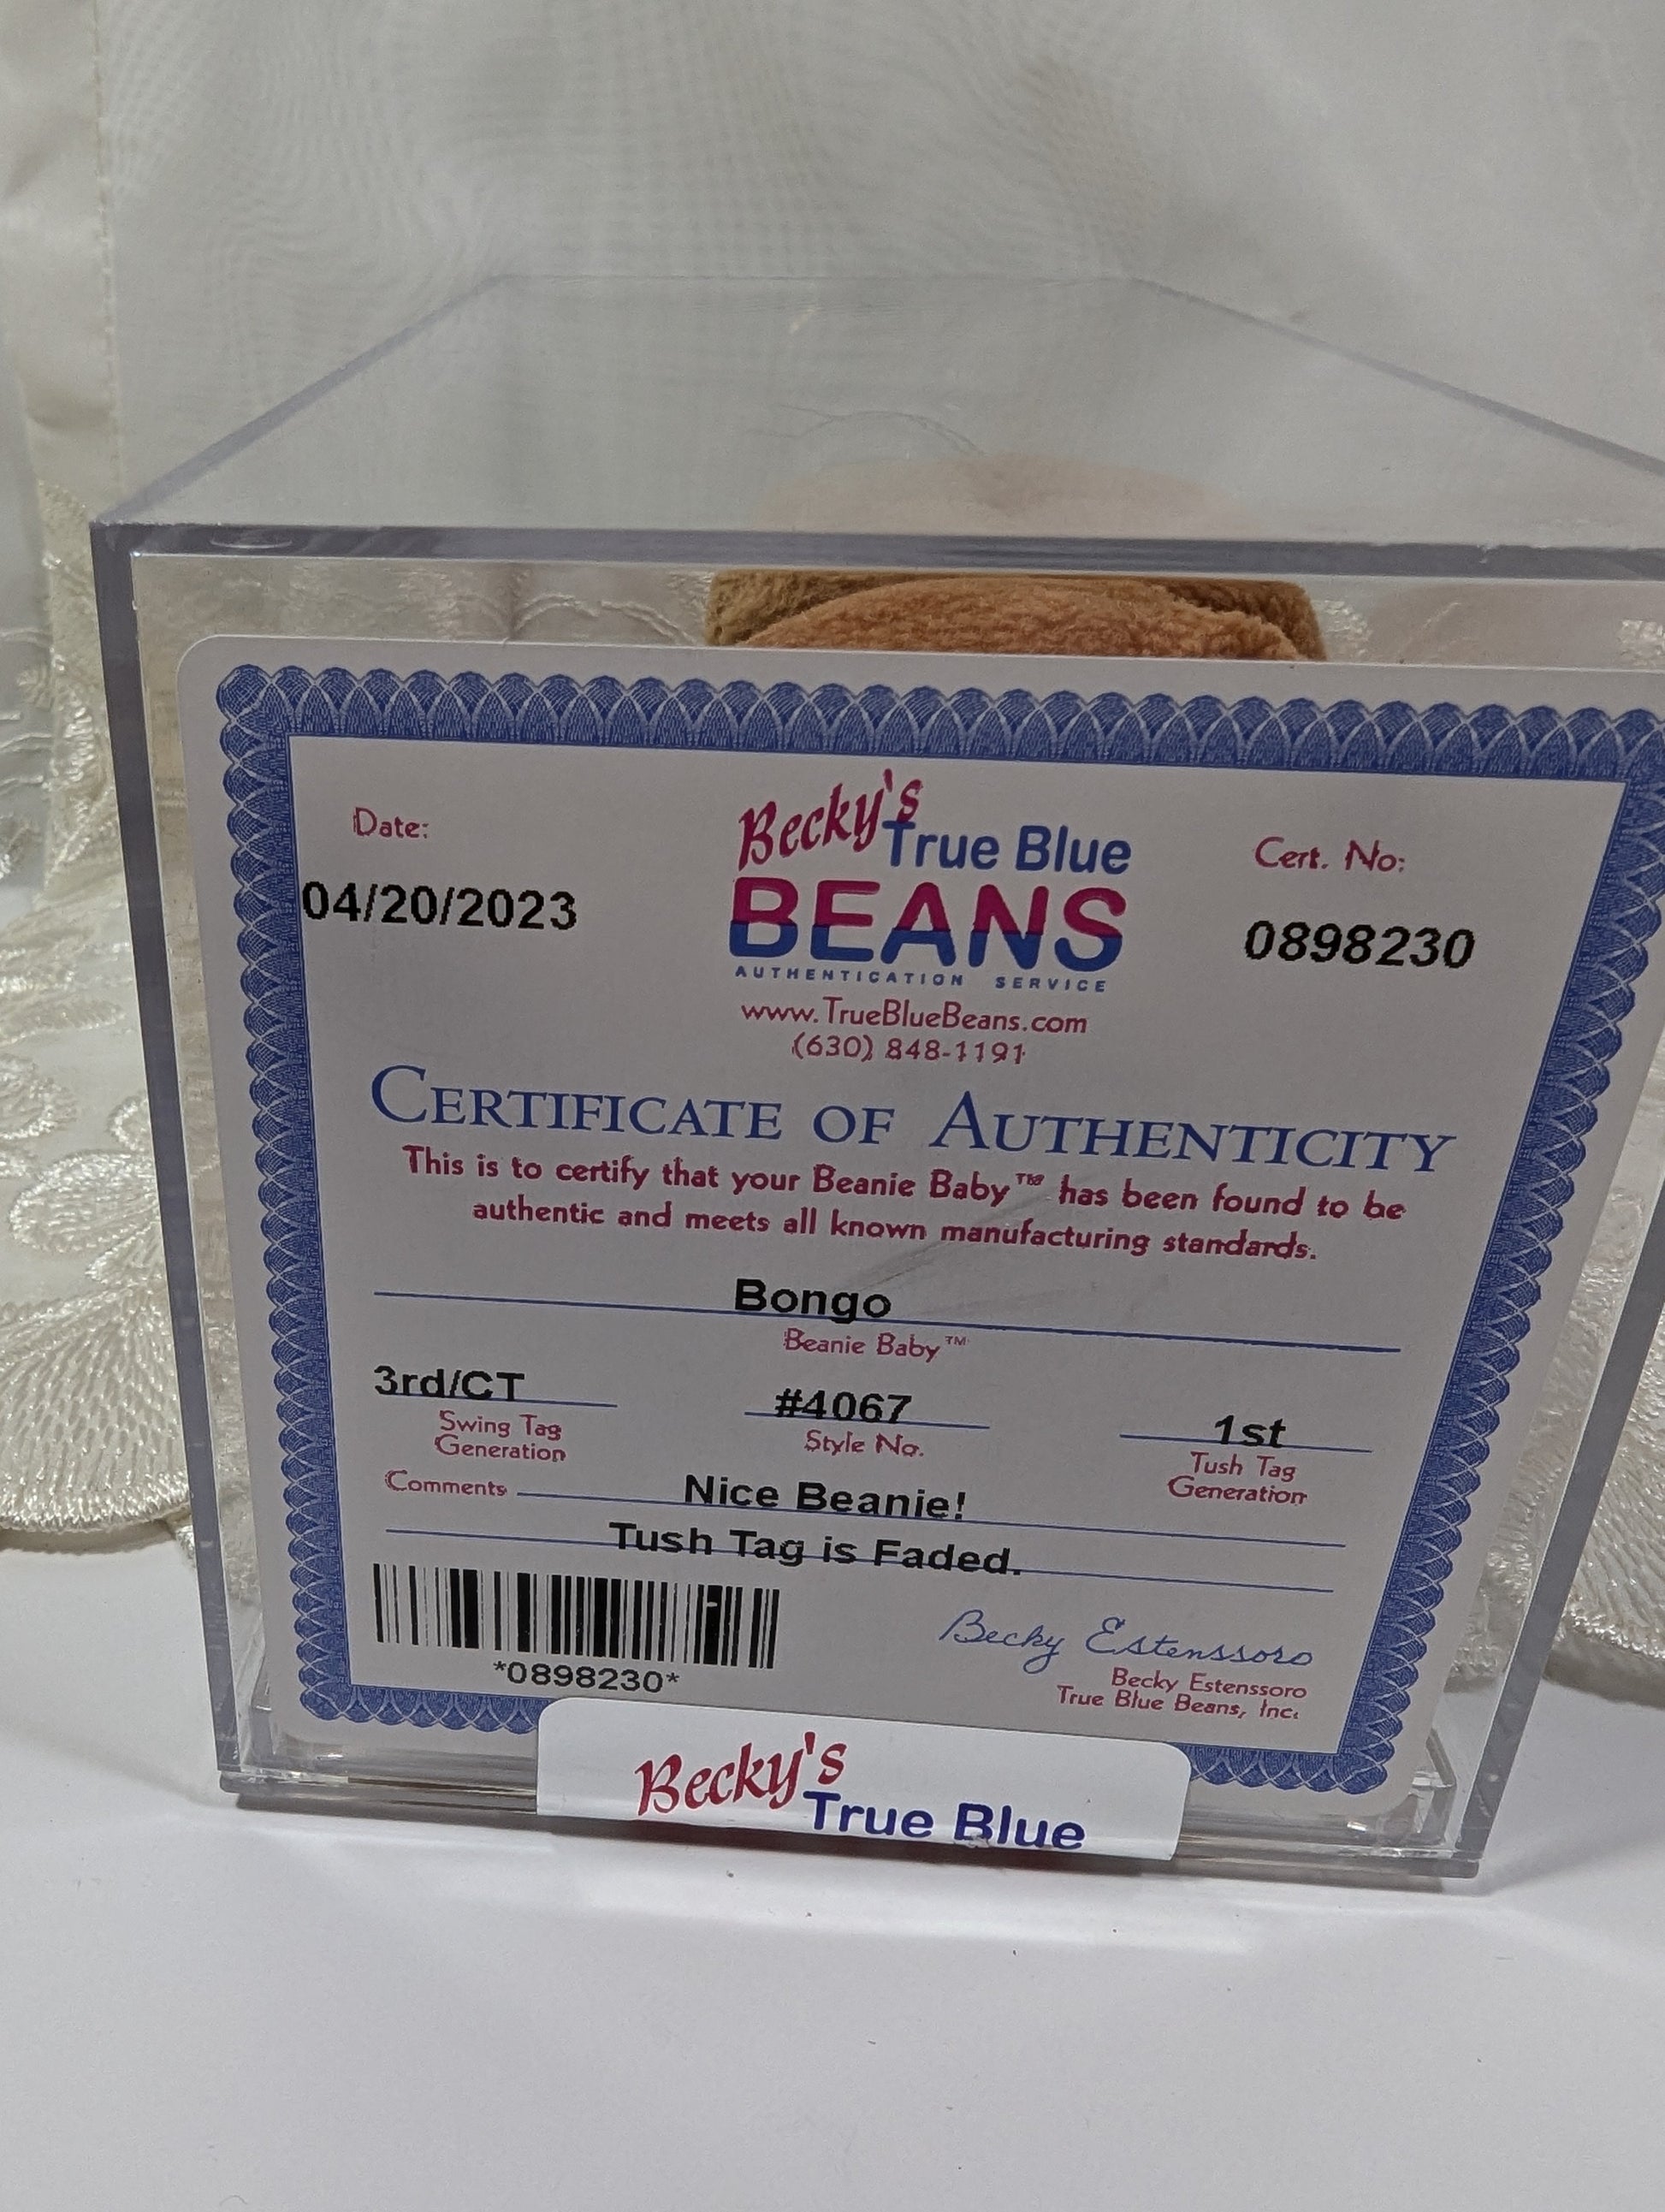 Date:
04/20/2023
Becky's
True Blue
BEANS
AUTHENTICATION SERVICE
www.TrueBlueBeans.com
(630) 848-1191
Cert. No:
0898230
CERTIFICATE OF AUTHENTICITY
This is to certify that your Beanie Baby™ has been found to be
authentic and meets all known manufacturing standards.
Bongo
Beanie Baby™
3rd/CT
Swing Tag
Generation
#4067
Style No.
1st
Tush Tag
Generation
Comments Nice Beanie!
Tush Tag is Faded.
*0898230*
Becky Estenssoro
Becky Estenssoro
True Blue Beans, Inc.
Becky's
True Blue